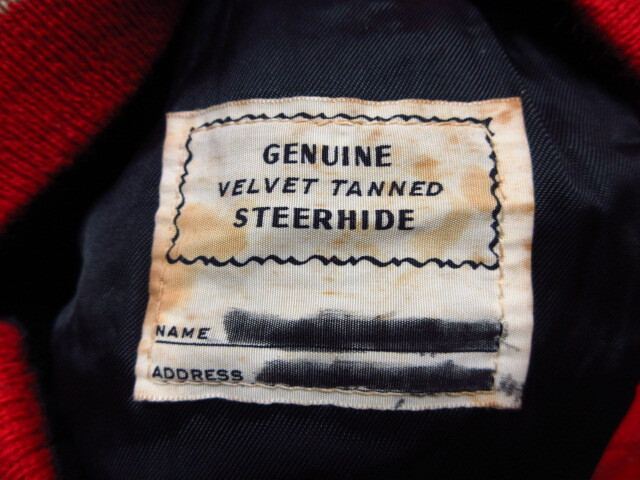 GENUINE
VELVET TANNED
STEERHIDE
NAME
ADDRESS